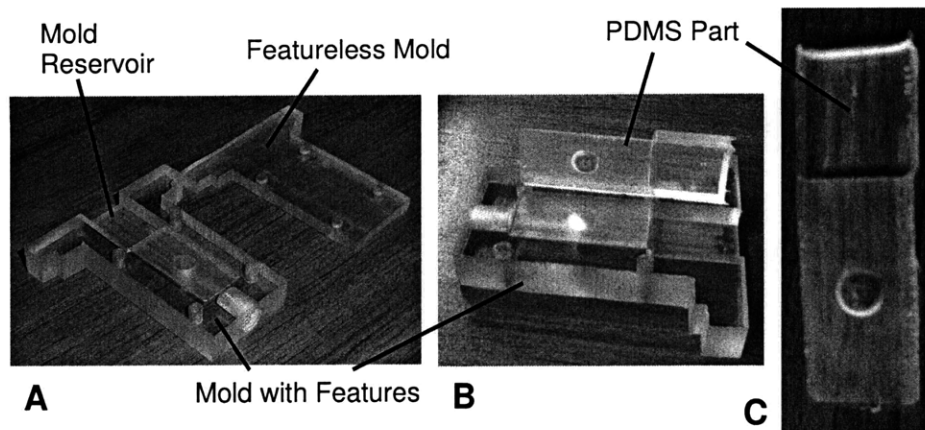 Mold
Reservoir
Featureless Mold
PDMS Part
Mold with Features
A
B
C